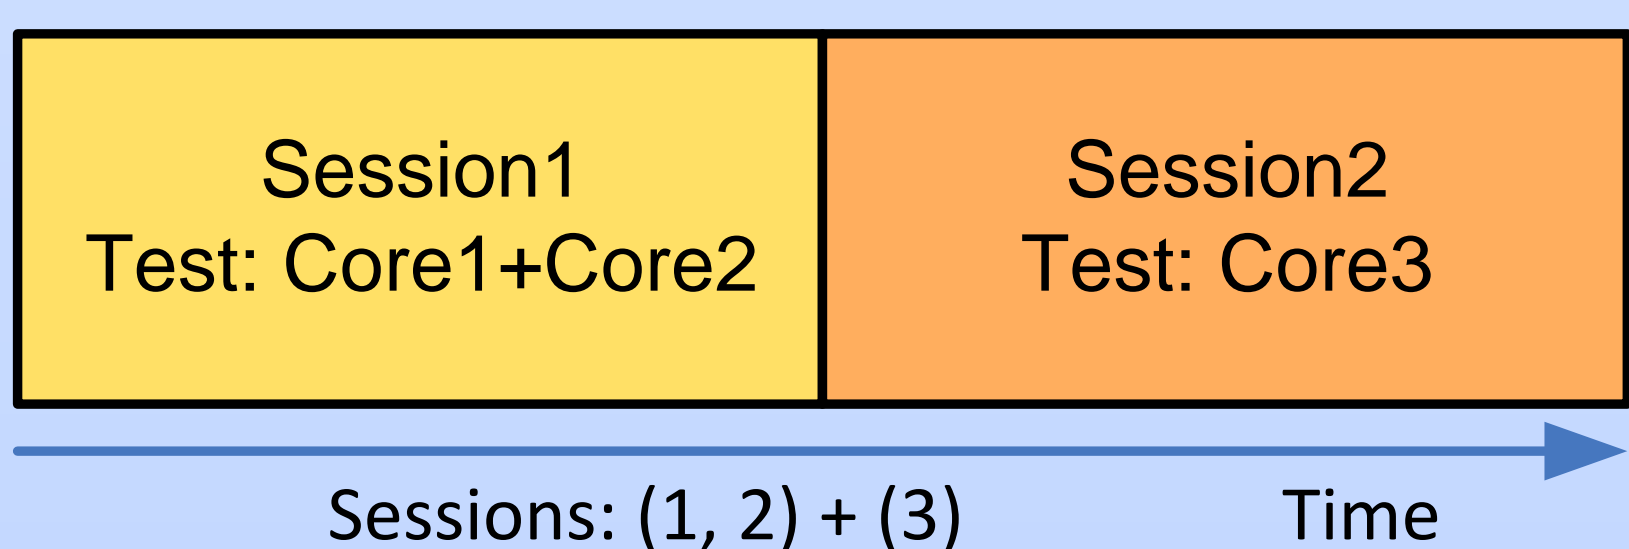 Session1
Test: Core1+Core2
Session2
Test: Core3
Sessions: (1, 2) + (3)
Time